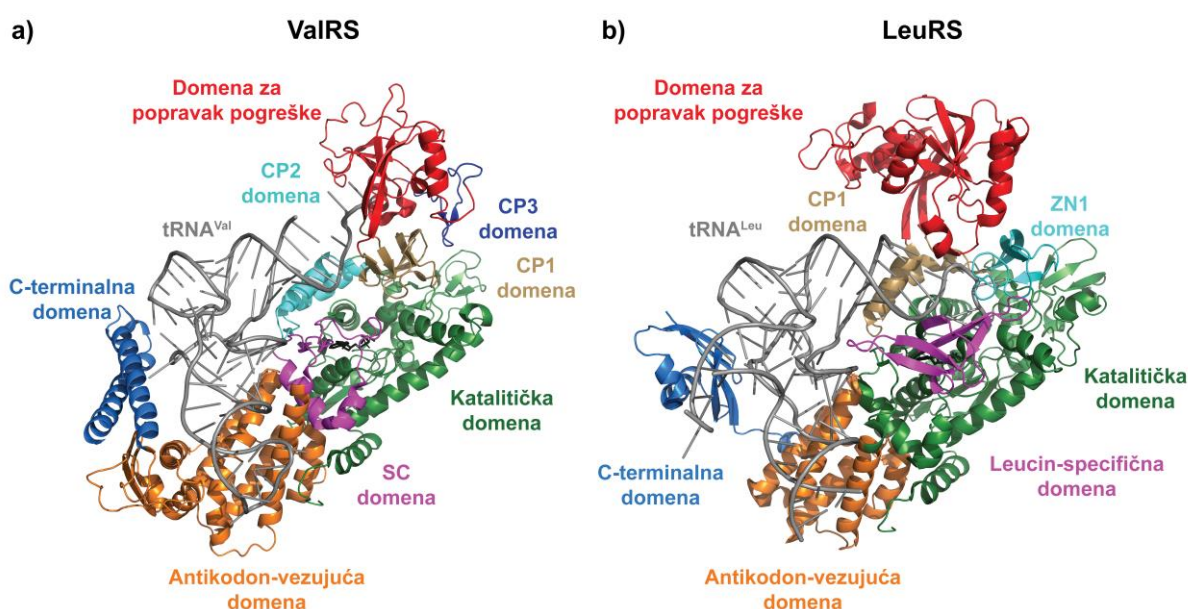 a)
ValRS
Domena za
popravak pogreške
CP2
domena
tRNAVal
CP3
domena
CP1
domena
C-terminalna
domena
Katalitička
domena
SC
domena
Antikodon-vezujuća
domena
b)
LeuRS
Domena za
popravak pogreške
CP1
domena
ZN1
domena
tRNALeu
Katalitička
domena
C-terminalna
domena
Leucin-specifična
domena
Antikodon-vezujuća
domena